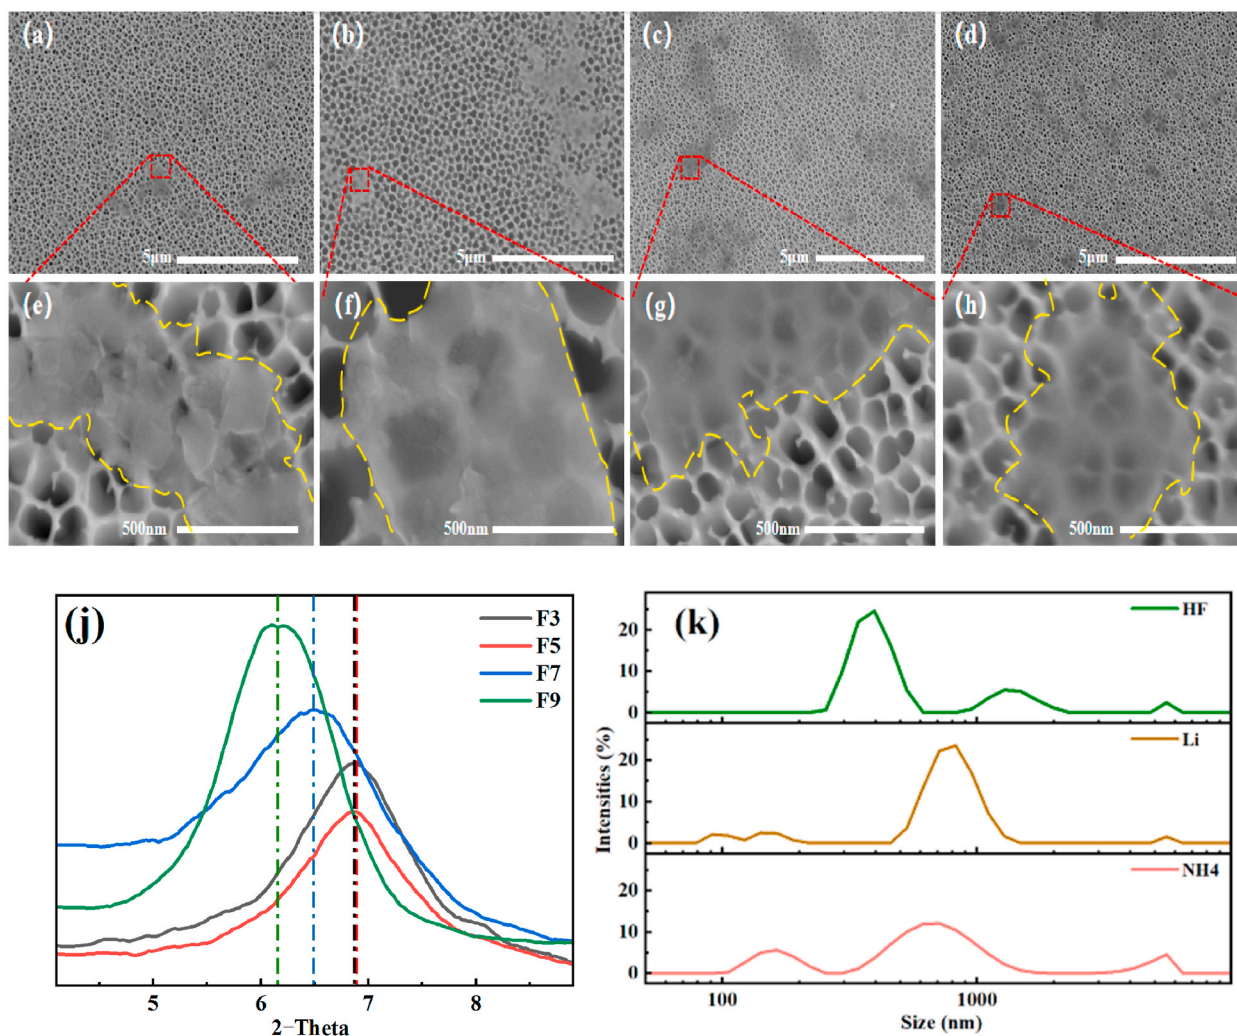 (a)
(b)
(c)
(d)
5μm
5μm
5μm
5μm
(e)
(f)
(g)
(h)
500nm
500nm
500nm
500nm
(j)
F3
F5
F7
F9
5
6
7
8
2−Theta
(k)
HF
Li
NH4
20
10
0
20
10
0
20
10
0
Intensities (%)
100
1000
Size (nm)